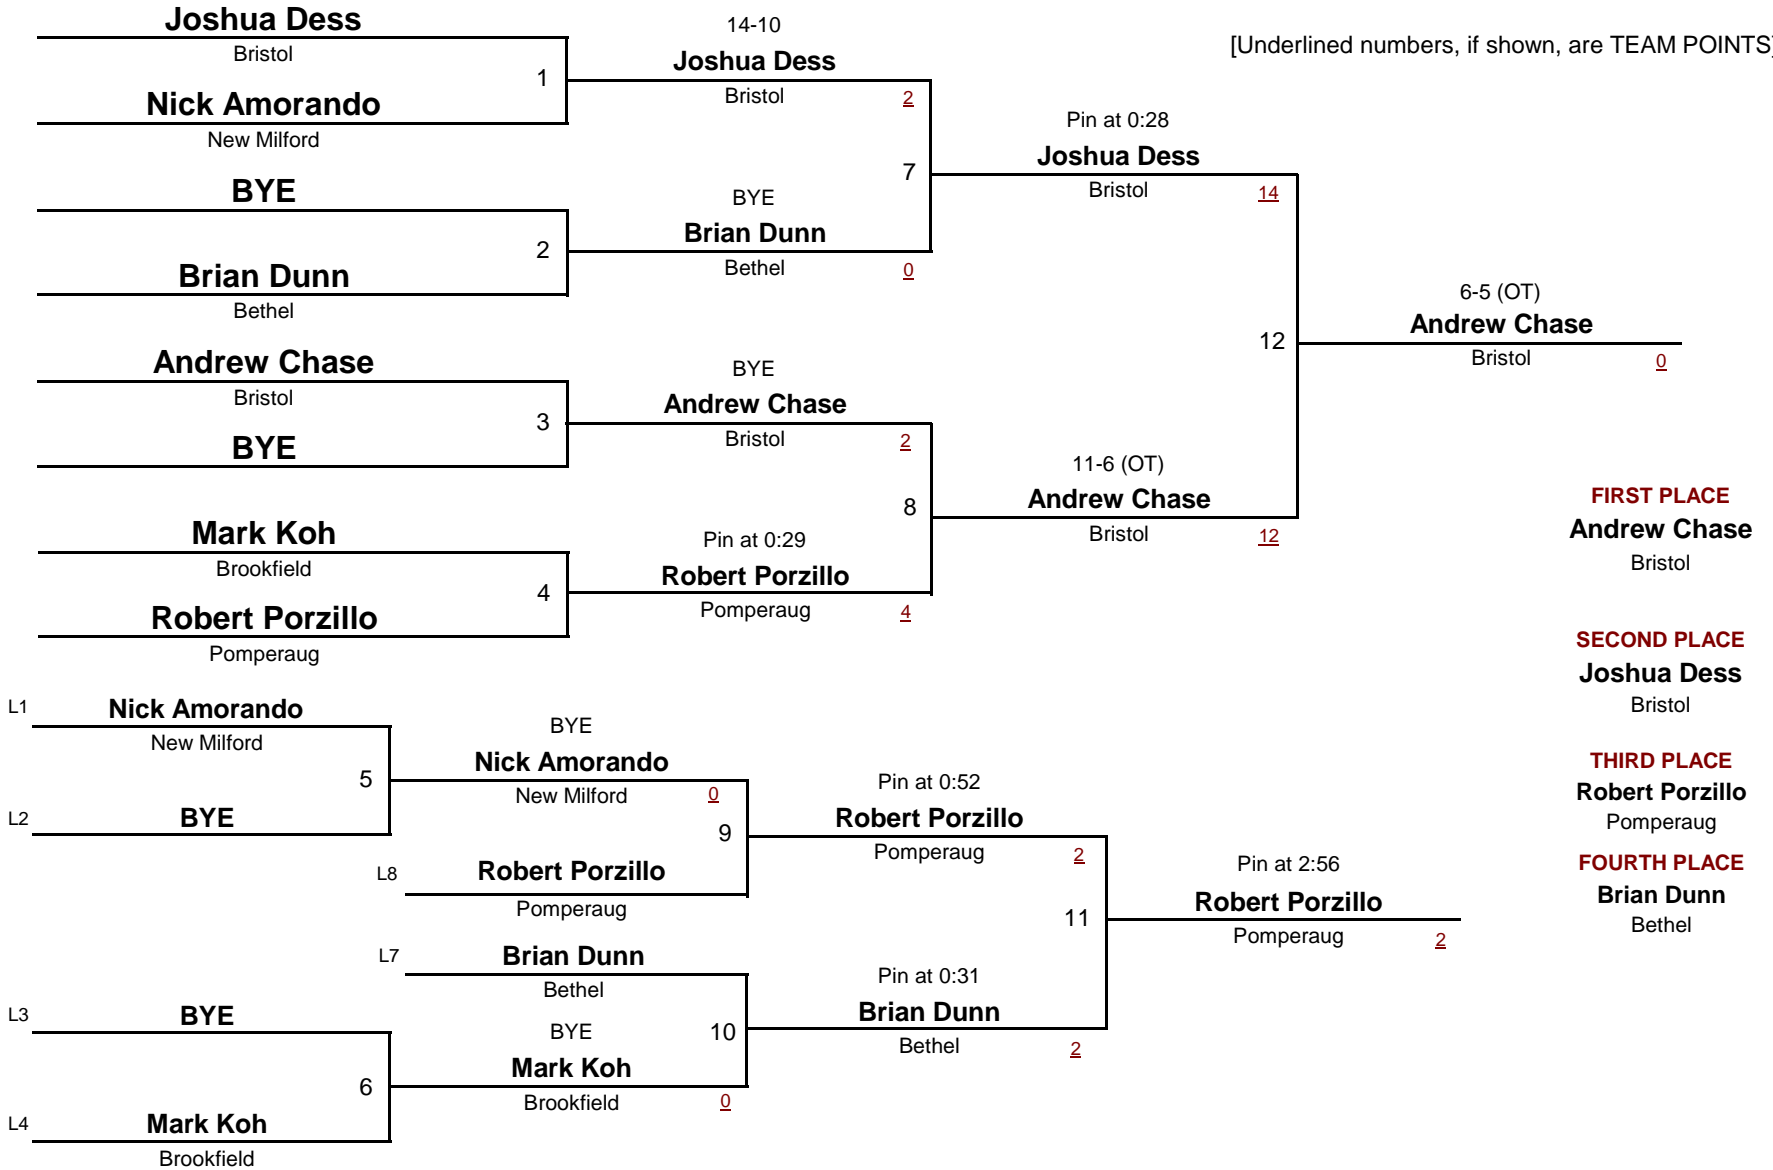 [Underlined numbers, if shown, are TEAM POINTS]
Joshua Dess
Bristol
1
Nick Amorando
New Milford
BYE
2
Brian Dunn
Bethel
Andrew Chase
Bristol
3
BYE
Mark Koh
Brookfield
4
Robert Porzillo
Pomperaug
14-10
Joshua Dess
Bristol 2
7
BYE
Brian Dunn
Bethel 0
BYE
Andrew Chase
Bristol 2
8
Pin at 0:29
Robert Porzillo
Pomperaug 4
Pin at 0:28
Joshua Dess
Bristol 14
12
11-6 (OT)
Andrew Chase
Bristol 12
6-5 (OT)
Andrew Chase
Bristol 0
FIRST PLACE
Andrew Chase
Bristol
SECOND PLACE
Joshua Dess
Bristol
THIRD PLACE
Robert Porzillo
Pomperaug
FOURTH PLACE
Brian Dunn
Bethel
L1 Nick Amorando
New Milford
5
L2 BYE
L3 BYE
6
L4 Mark Koh
Brookfield
BYE
Nick Amorando
New Milford 0
9
L8 Robert Porzillo
Pomperaug
L7 Brian Dunn
Bethel
BYE 10
Mark Koh
Brookfield 0
Pin at 0:52
Robert Porzillo
Pomperaug 2
11
Pin at 0:31
Brian Dunn
Bethel 2
Pin at 2:56
Robert Porzillo
Pomperaug 2